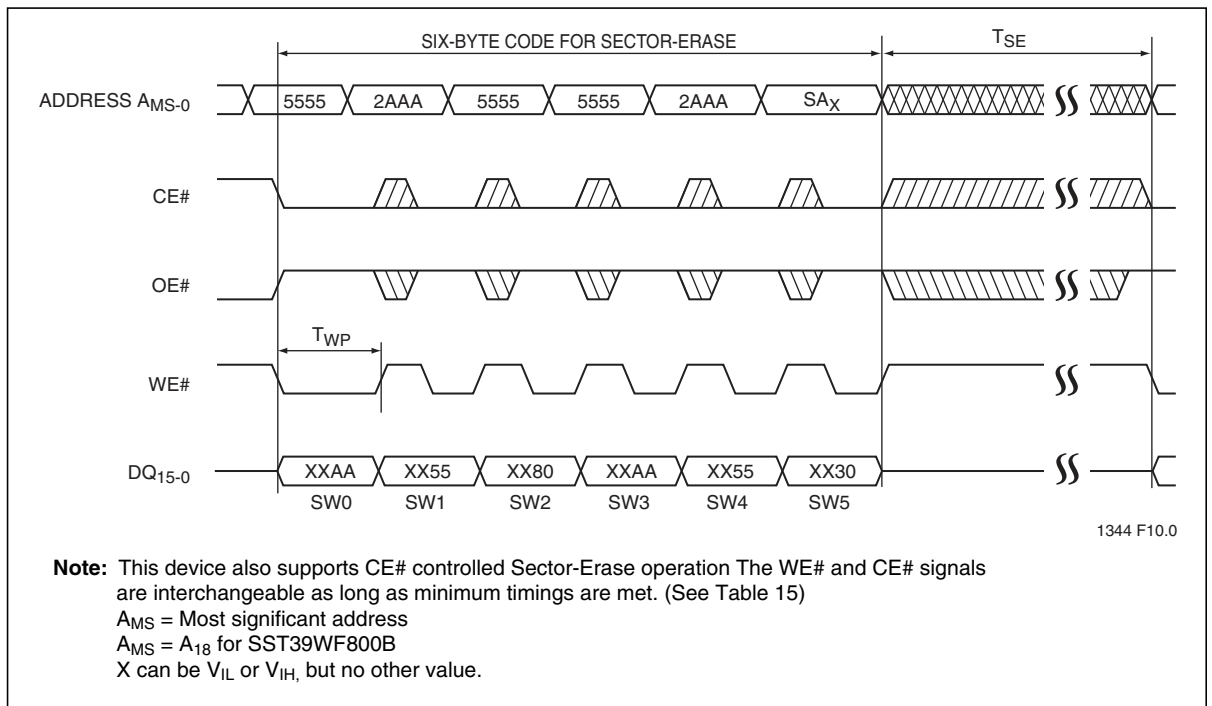 SIX-BYTE CODE FOR SECTOR-ERASE TSE
ADDRESS AMS-0 5555 2AAA 5555 5555 2AAA SAX
CE#
OE#
TWP
WE#
DQ15-0 XXAA XX55 XX80 XXAA XX55 XX30
SW0 SW1 SW2 SW3 SW4 SW5
1344 F10.0
Note: This device also supports CE# controlled Sector-Erase operation The WE# and CE# signals
are interchangeable as long as minimum timings are met. (See Table 15)
AMS = Most significant address
AMS = A18 for SST39WF800B
X can be VIL or VIH, but no other value.